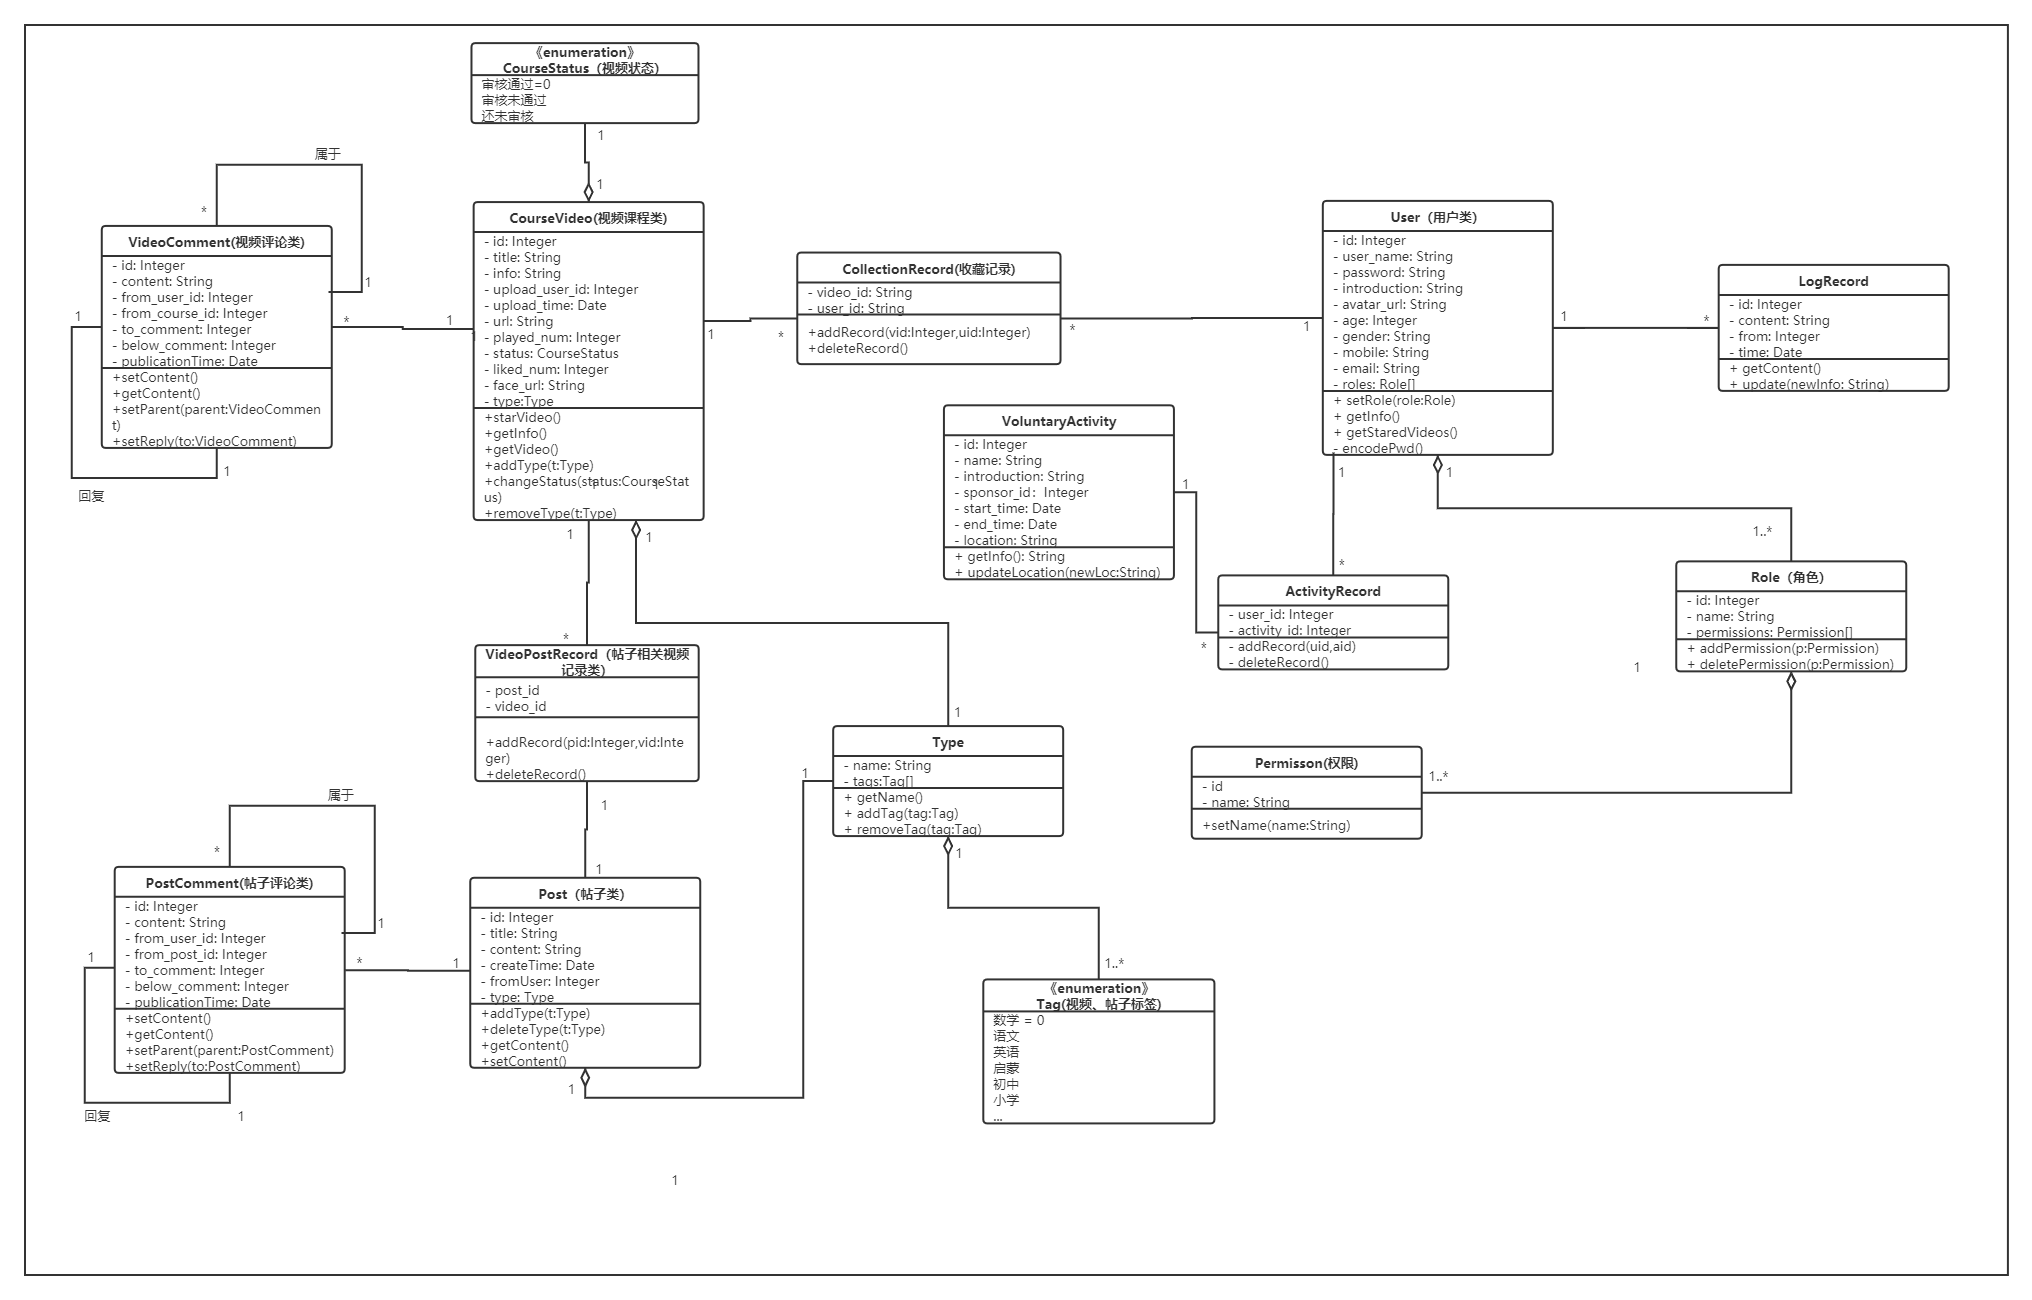 《enumeration》
CourseStatus（视频状态）
审核通过=0
审核未通过
还未审核
1
1
属于
*
1
VideoComment(视频评论类)
- id: Integer
- content: String
- from_user_id: Integer
- from_course_id: Integer
- to_comment: Integer
- below_comment: Integer
- publicationTime: Date
+setContent()
+getContent()
+setParent(parent:VideoCommen
t)
+setReply(to:VideoComment)
1
1
回复
*
1
1
CourseVideo(视频课程类)
- id: Integer
- title: String
- info: String
- upload_user_id: Integer
- upload_time: Date
- url: String
- played_num: Integer
- status: CourseStatus
- liked_num: Integer
- face_url: String
- type:Type
+starVideo()
+getInfo()
+getVideo()
+addType(t:Type)
+changeStatus(status:CourseStat
us)
+removeType(t:Type)
1
*
CollectionRecord(收藏记录)
- video_id: String
- user_id: String
+addRecord(vid:Integer,uid:Integer)
+deleteRecord()
*
1
User（用户类）
- id: Integer
- user_name: String
- password: String
- introduction: String
- avatar_url: String
- age: Integer
- gender: String
- mobile: String
- email: String
- roles: Role[]
+ setRole(role:Role)
+ getInfo()
+ getStaredVideos()
- encodePwd()
1
*
LogRecord
- id: Integer
- content: String
- from: Integer
- time: Date
+ getContent()
+ update(newInfo: String)
VoluntaryActivity
- id: Integer
- name: String
- introduction: String
- sponsor_id：Integer
- start_time: Date
- end_time: Date
- location: String
+ getInfo(): String
+ updateLocation(newLoc:String)
1
*
1
*
ActivityRecord
- user_id: Integer
- activity_id: Integer
- addRecord(uid,aid)
- deleteRecord()
1
1..*
Role（角色）
- id: Integer
- name: String
- permissions: Permission[]
+ addPermission(p:Permission)
+ deletePermission(p:Permission)
1
1..*
Permisson(权限)
- id
- name: String
+setName(name:String)
1
1
*
VideoPostRecord（帖子相关视频
记录类）
- post_id
- video_id
+addRecord(pid:Integer,vid:Inte
ger)
+deleteRecord()
1
1
1
Type
- name: String
- tags:Tag[]
+ getName()
+ addTag(tag:Tag)
+ removeTag(tag:Tag)
1
1
1..*
《enumeration》
Tag(视频、帖子标签)
数学 = 0
语文
英语
启蒙
初中
小学
...
属于
*
1
PostComment(帖子评论类)
- id: Integer
- content: String
- from_user_id: Integer
- from_post_id: Integer
- to_comment: Integer
- below_comment: Integer
- publicationTime: Date
+setContent()
+getContent()
+setParent(parent:PostComment)
+setReply(to:PostComment)
1
回复
1
*
1
Post（帖子类）
- id: Integer
- title: String
- content: String
- createTime: Date
- fromUser: Integer
- type: Type
+addType(t:Type)
+deleteType(t:Type)
+getContent()
+setContent()
1
1